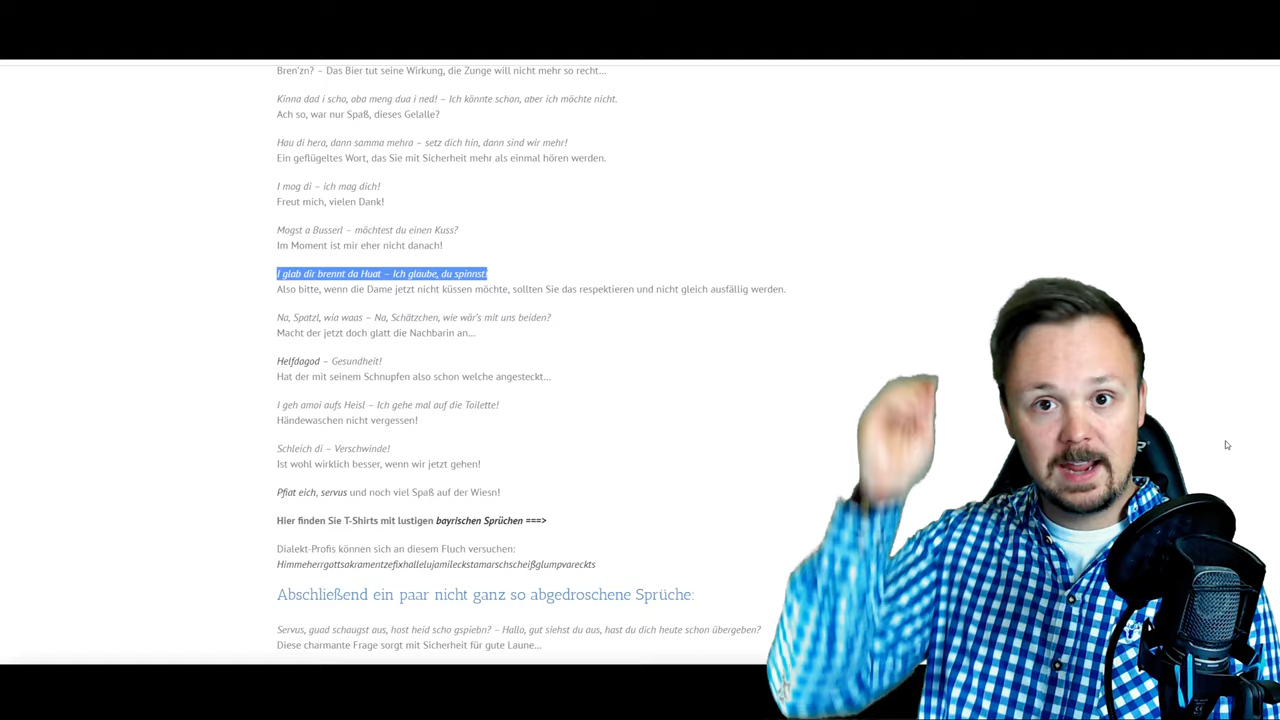 Bren'zn? – Das Bier tut seine Wirkung, die Zunge will nicht mehr so recht…
Kinna dad i scho, oba meng dua i ned! – Ich könnte schon, aber ich möchte nicht.
Ach so, war nur Spaß, dieses Gelalle?
Hau di hera, dann samma mehra – setz dich hin, dann sind wir mehr!
Ein geflügeltes Wort, das Sie mit Sicherheit mehr als einmal hören werden.
I mog di – ich mag dich!
Freut mich, vielen Dank!
Mogst a Busserl – möchtest du einen Kuss?
Im Moment ist mir eher nicht danach!
I glab dir brennt da Huat – Ich glaube, du spinnst!
Also bitte, wenn die Dame jetzt nicht küssen möchte, sollten Sie das respektieren und nicht gleich ausfällig werden.
Na, Spatzl, wia waas – Na, Schätzchen, wie wär's mit uns beiden?
Macht der jetzt doch glatt die Nachbarin an…
Helfdagod – Gesundheit!
Hat der mit seinem Schnupfen also schon welche angesteckt…
I geh amoi aufs Heisl – Ich gehe mal auf die Toilette!
Händewaschen nicht vergessen!
Schleich di – Verschwinde!
Ist wohl wirklich besser, wenn wir jetzt gehen!
Pfiat eich, servus und noch viel Spaß auf der Wiesn!
Hier finden Sie T-Shirts mit lustigen bayrischen Sprüchen ===>
Dialekt-Profis können sich an diesem Fluch versuchen:
Himmeherrgottsakramentzefixhallelujamileckstamarschscheißglumpvareckts
Abschließend ein paar nicht ganz so abgedroschene Sprüche:
Servus, guad schaugst aus, host heid scho gspiebn? – Hallo, gut siehst du aus, hast du dich heute schon übergeben?
Diese charmante Frage sorgt mit Sicherheit für gute Laune…